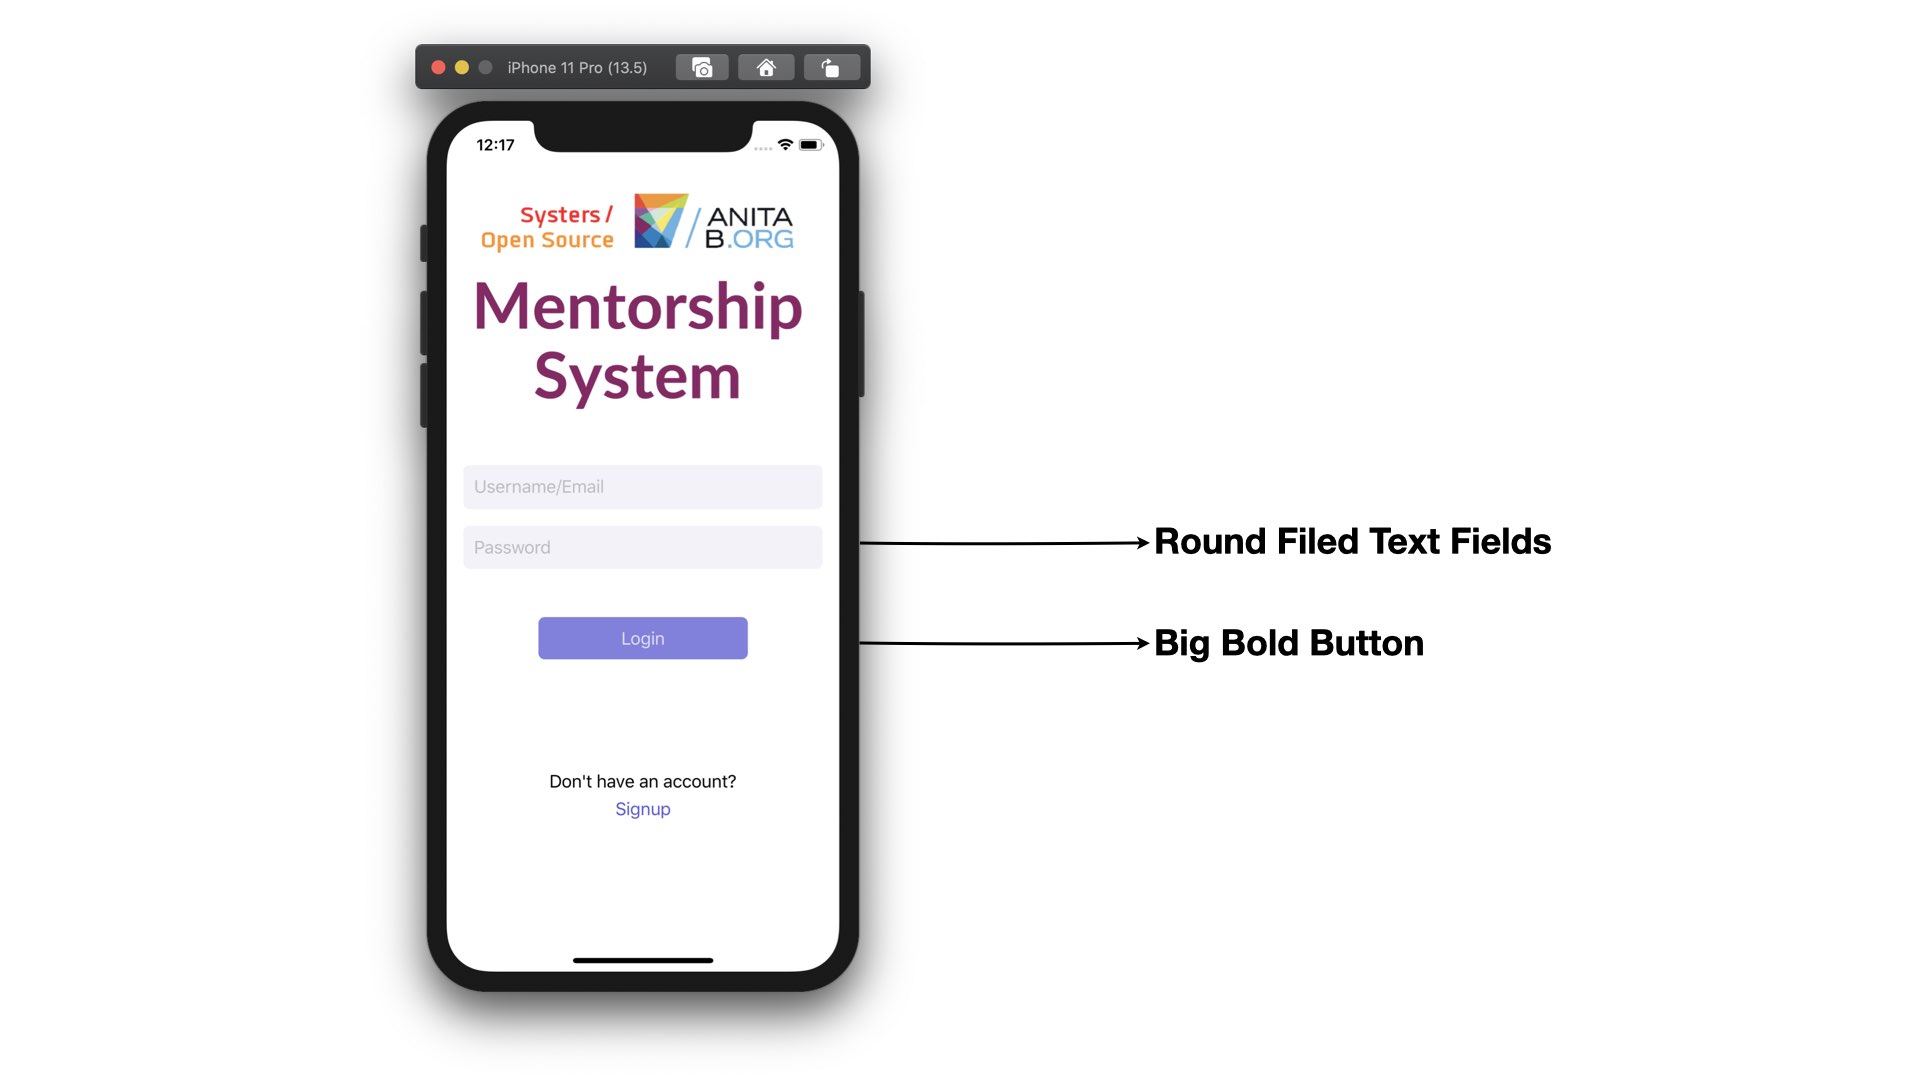 iPhone 11 Pro (13.5)
12:17
Systers /
Open Source
ANITA
B.ORG
Mentorship
System
Username/Email
Password
Round Filed Text Fields
Login
Big Bold Button
Don't have an account?
Signup